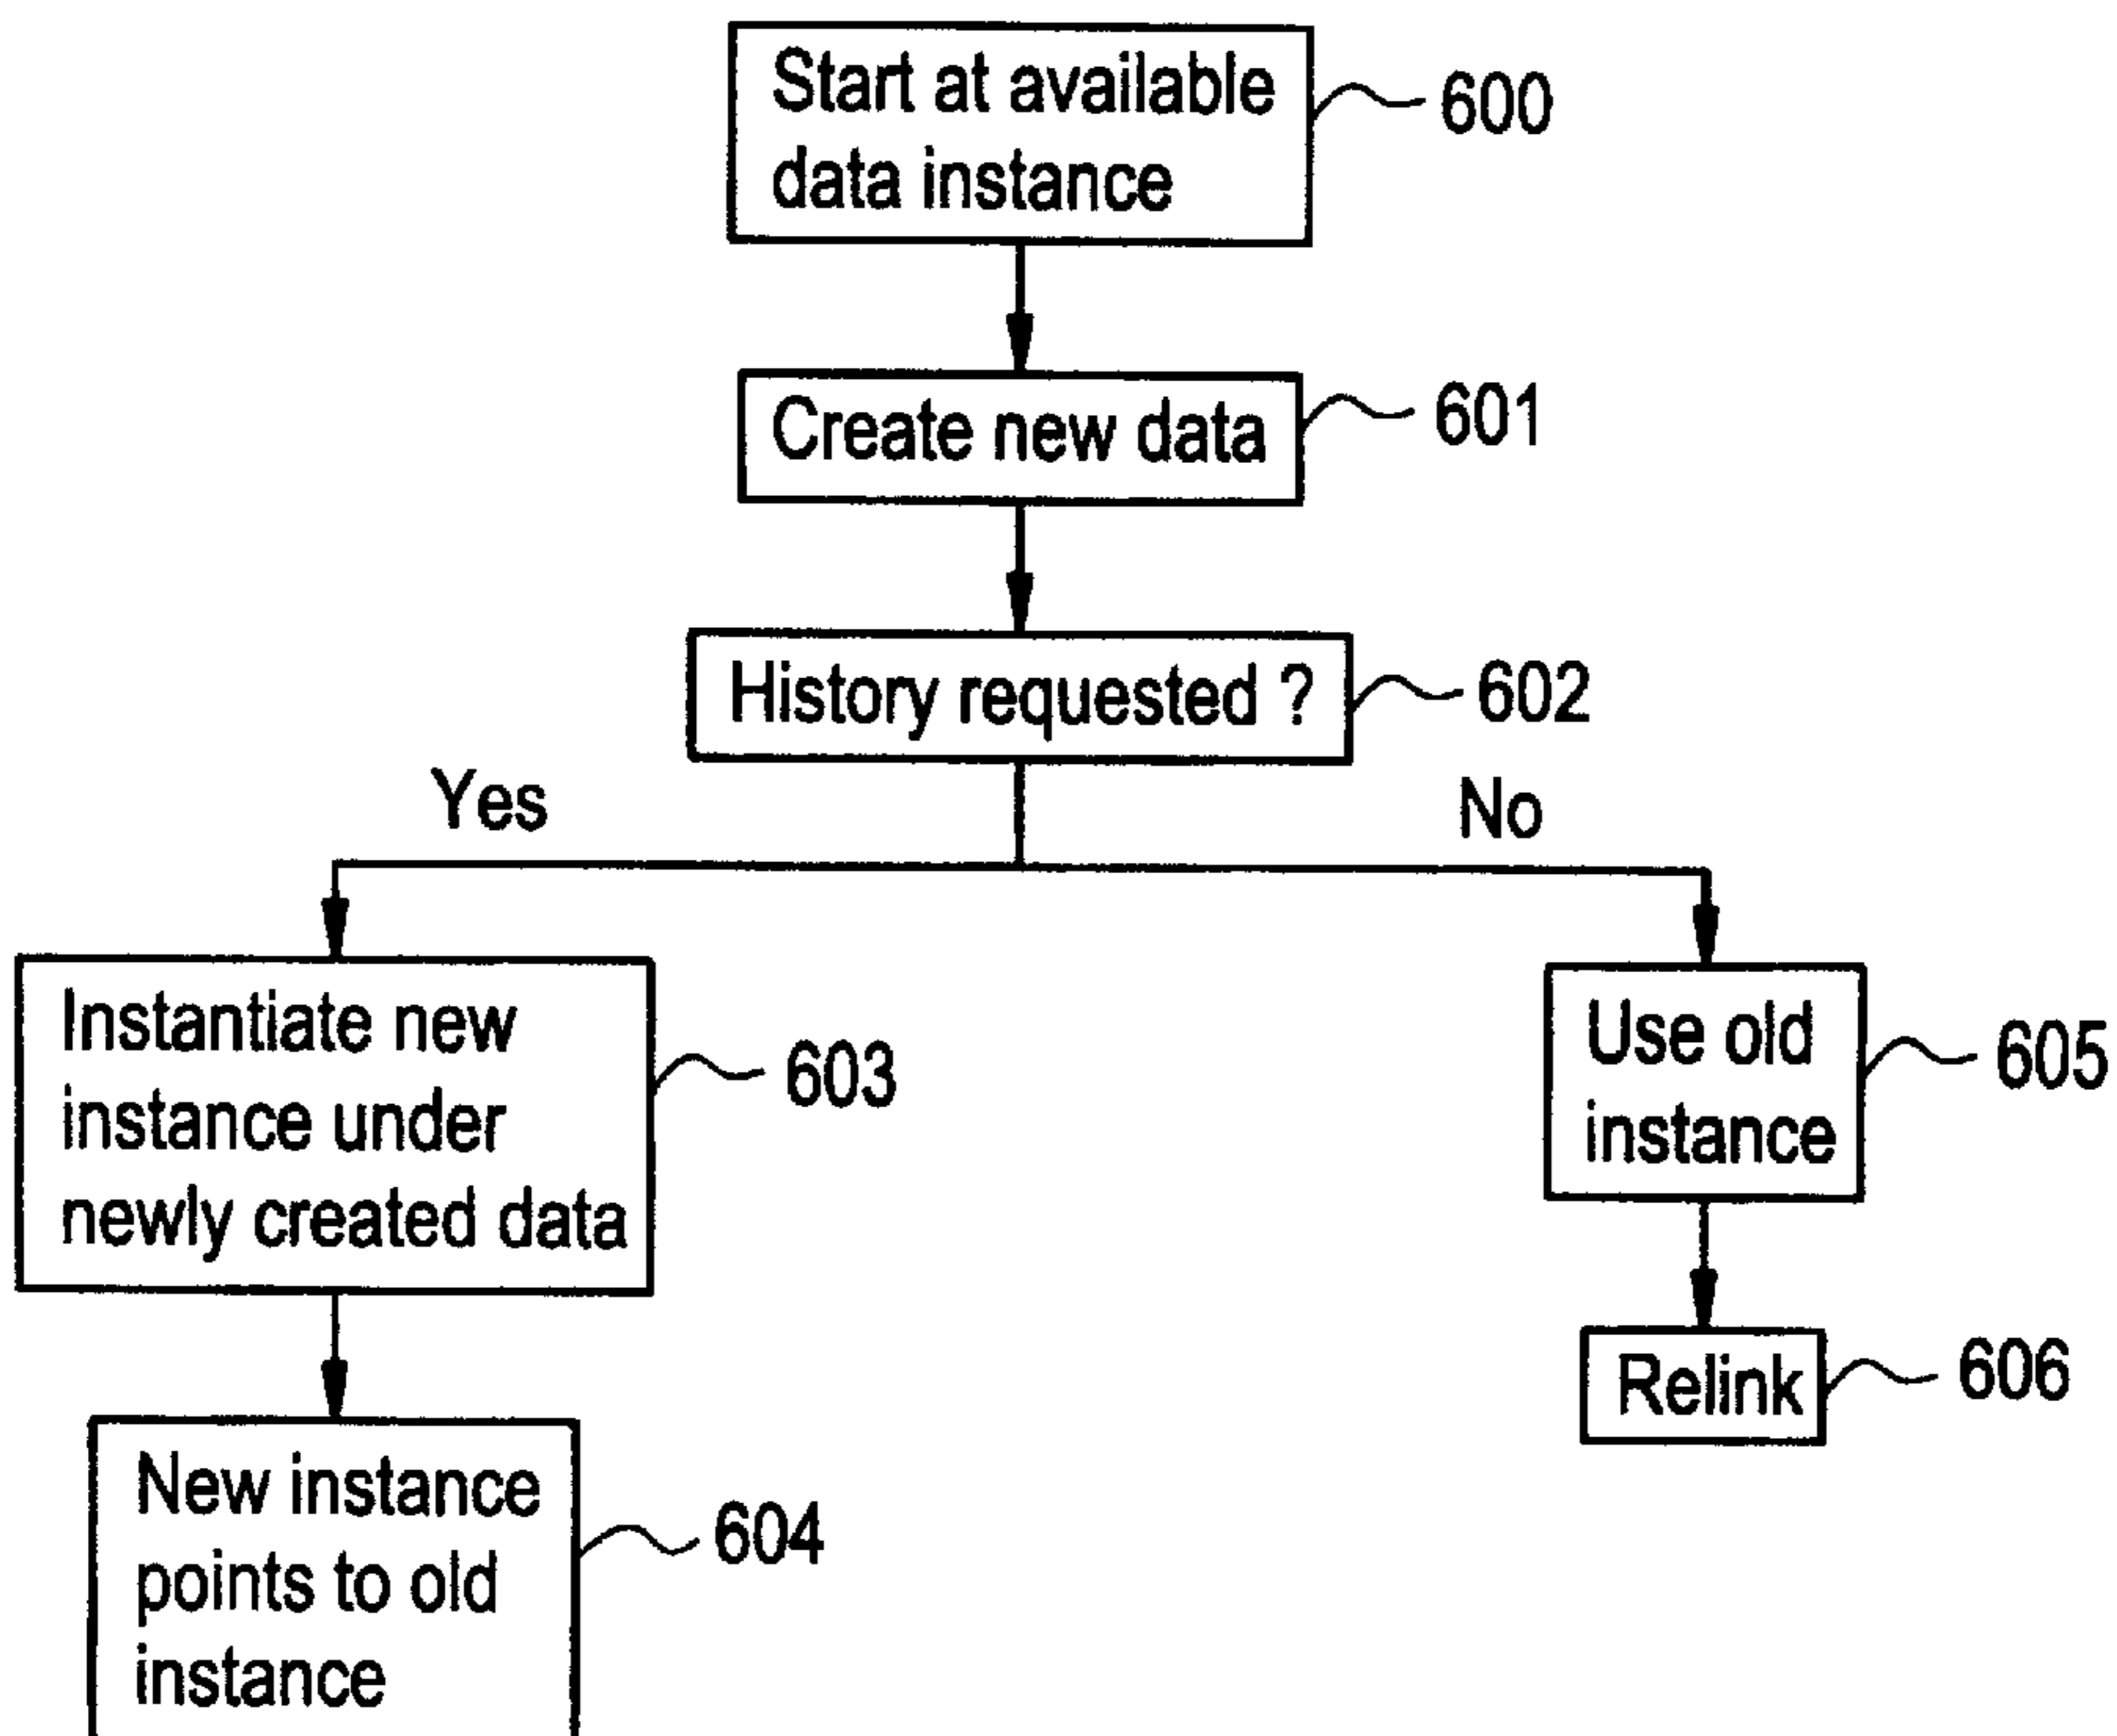 Start at available
data instance
600
Create new data
601
History requested ?
602
Yes
No
Instantiate new
instance under
newly created data
603
Use old
instance
605
Relink
606
New instance
points to old
instance
604